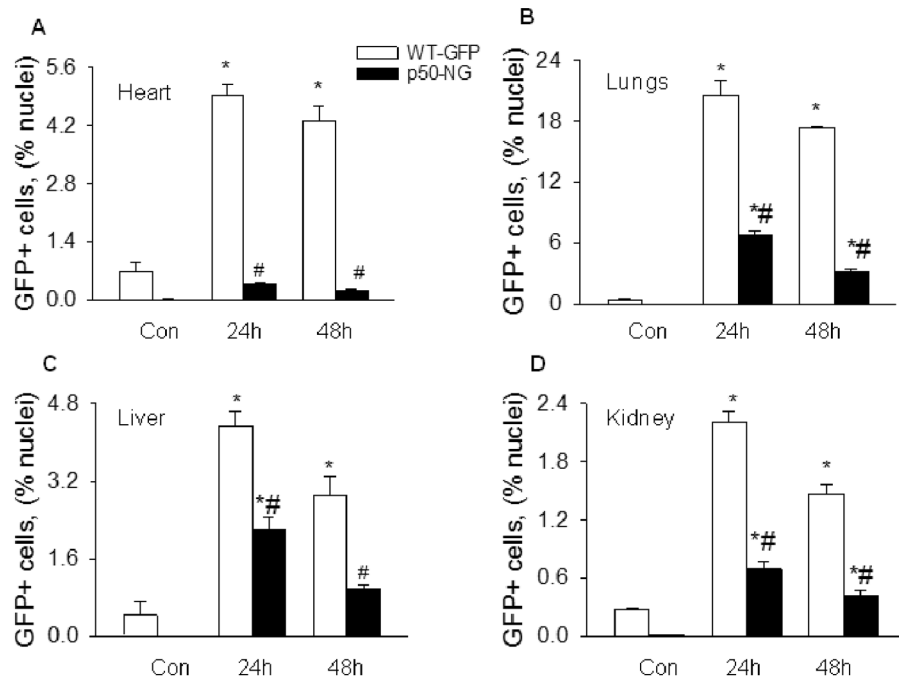 A
WT-GFP
p50-NG
GFP+ cells, (% nuclei)
5.6
4.2
2.8
1.4
0.0
Heart
*
*
#
#
Con
24h
48h
B
GFP+ cells, (% nuclei)
24
18
12
6
0
Lungs
*
*
*#
*#
Con
24h
48h
C
GFP+ cells, (% nuclei)
4.8
3.2
1.6
0.0
Liver
*
*
*#
#
Con
24h
48h
D
GFP+ cells, (% nuclei)
2.4
1.8
1.2
0.6
0.0
Kidney
*
*
*#
*#
Con
24h
48h